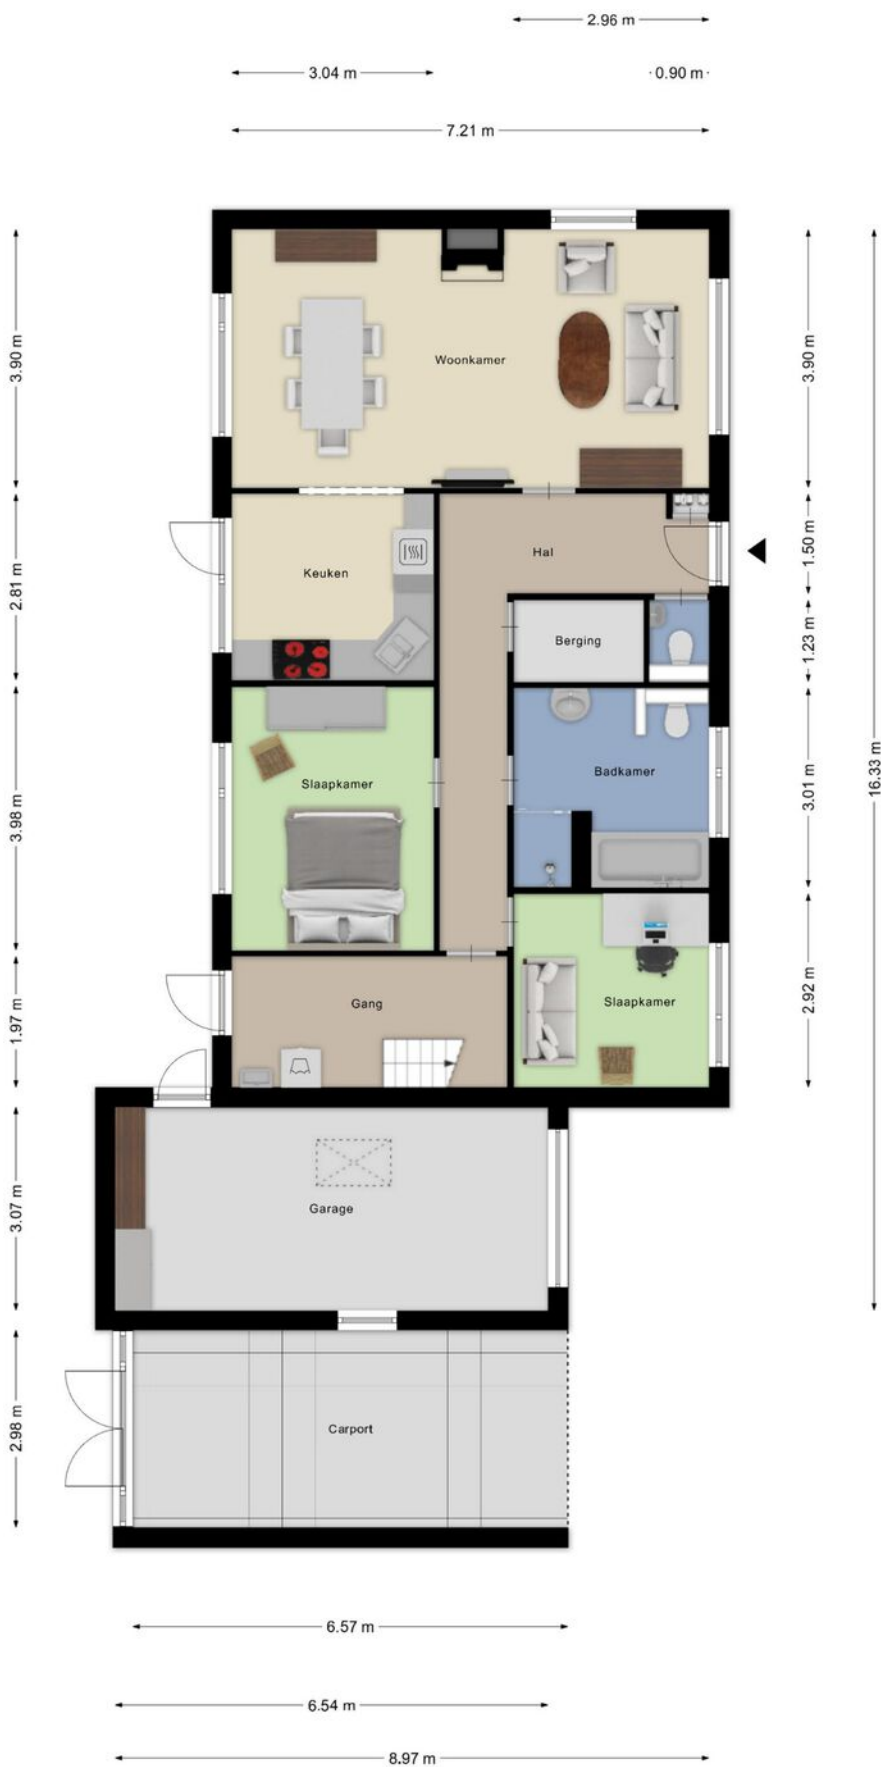 2.96 m
3.04 m
0.90 m
7.21 m
3.90 m
3.90 m
Woonkamer
2.81 m
Keuken
Hal
1.50 m
Berging
1.23 m
16.33 m
3.98 m
Slaapkamer
Badkamer
3.01 m
1.97 m
Gang
Slaapkamer
2.92 m
3.07 m
Garage
2.98 m
Carport
6.57 m
6.54 m
8.97 m